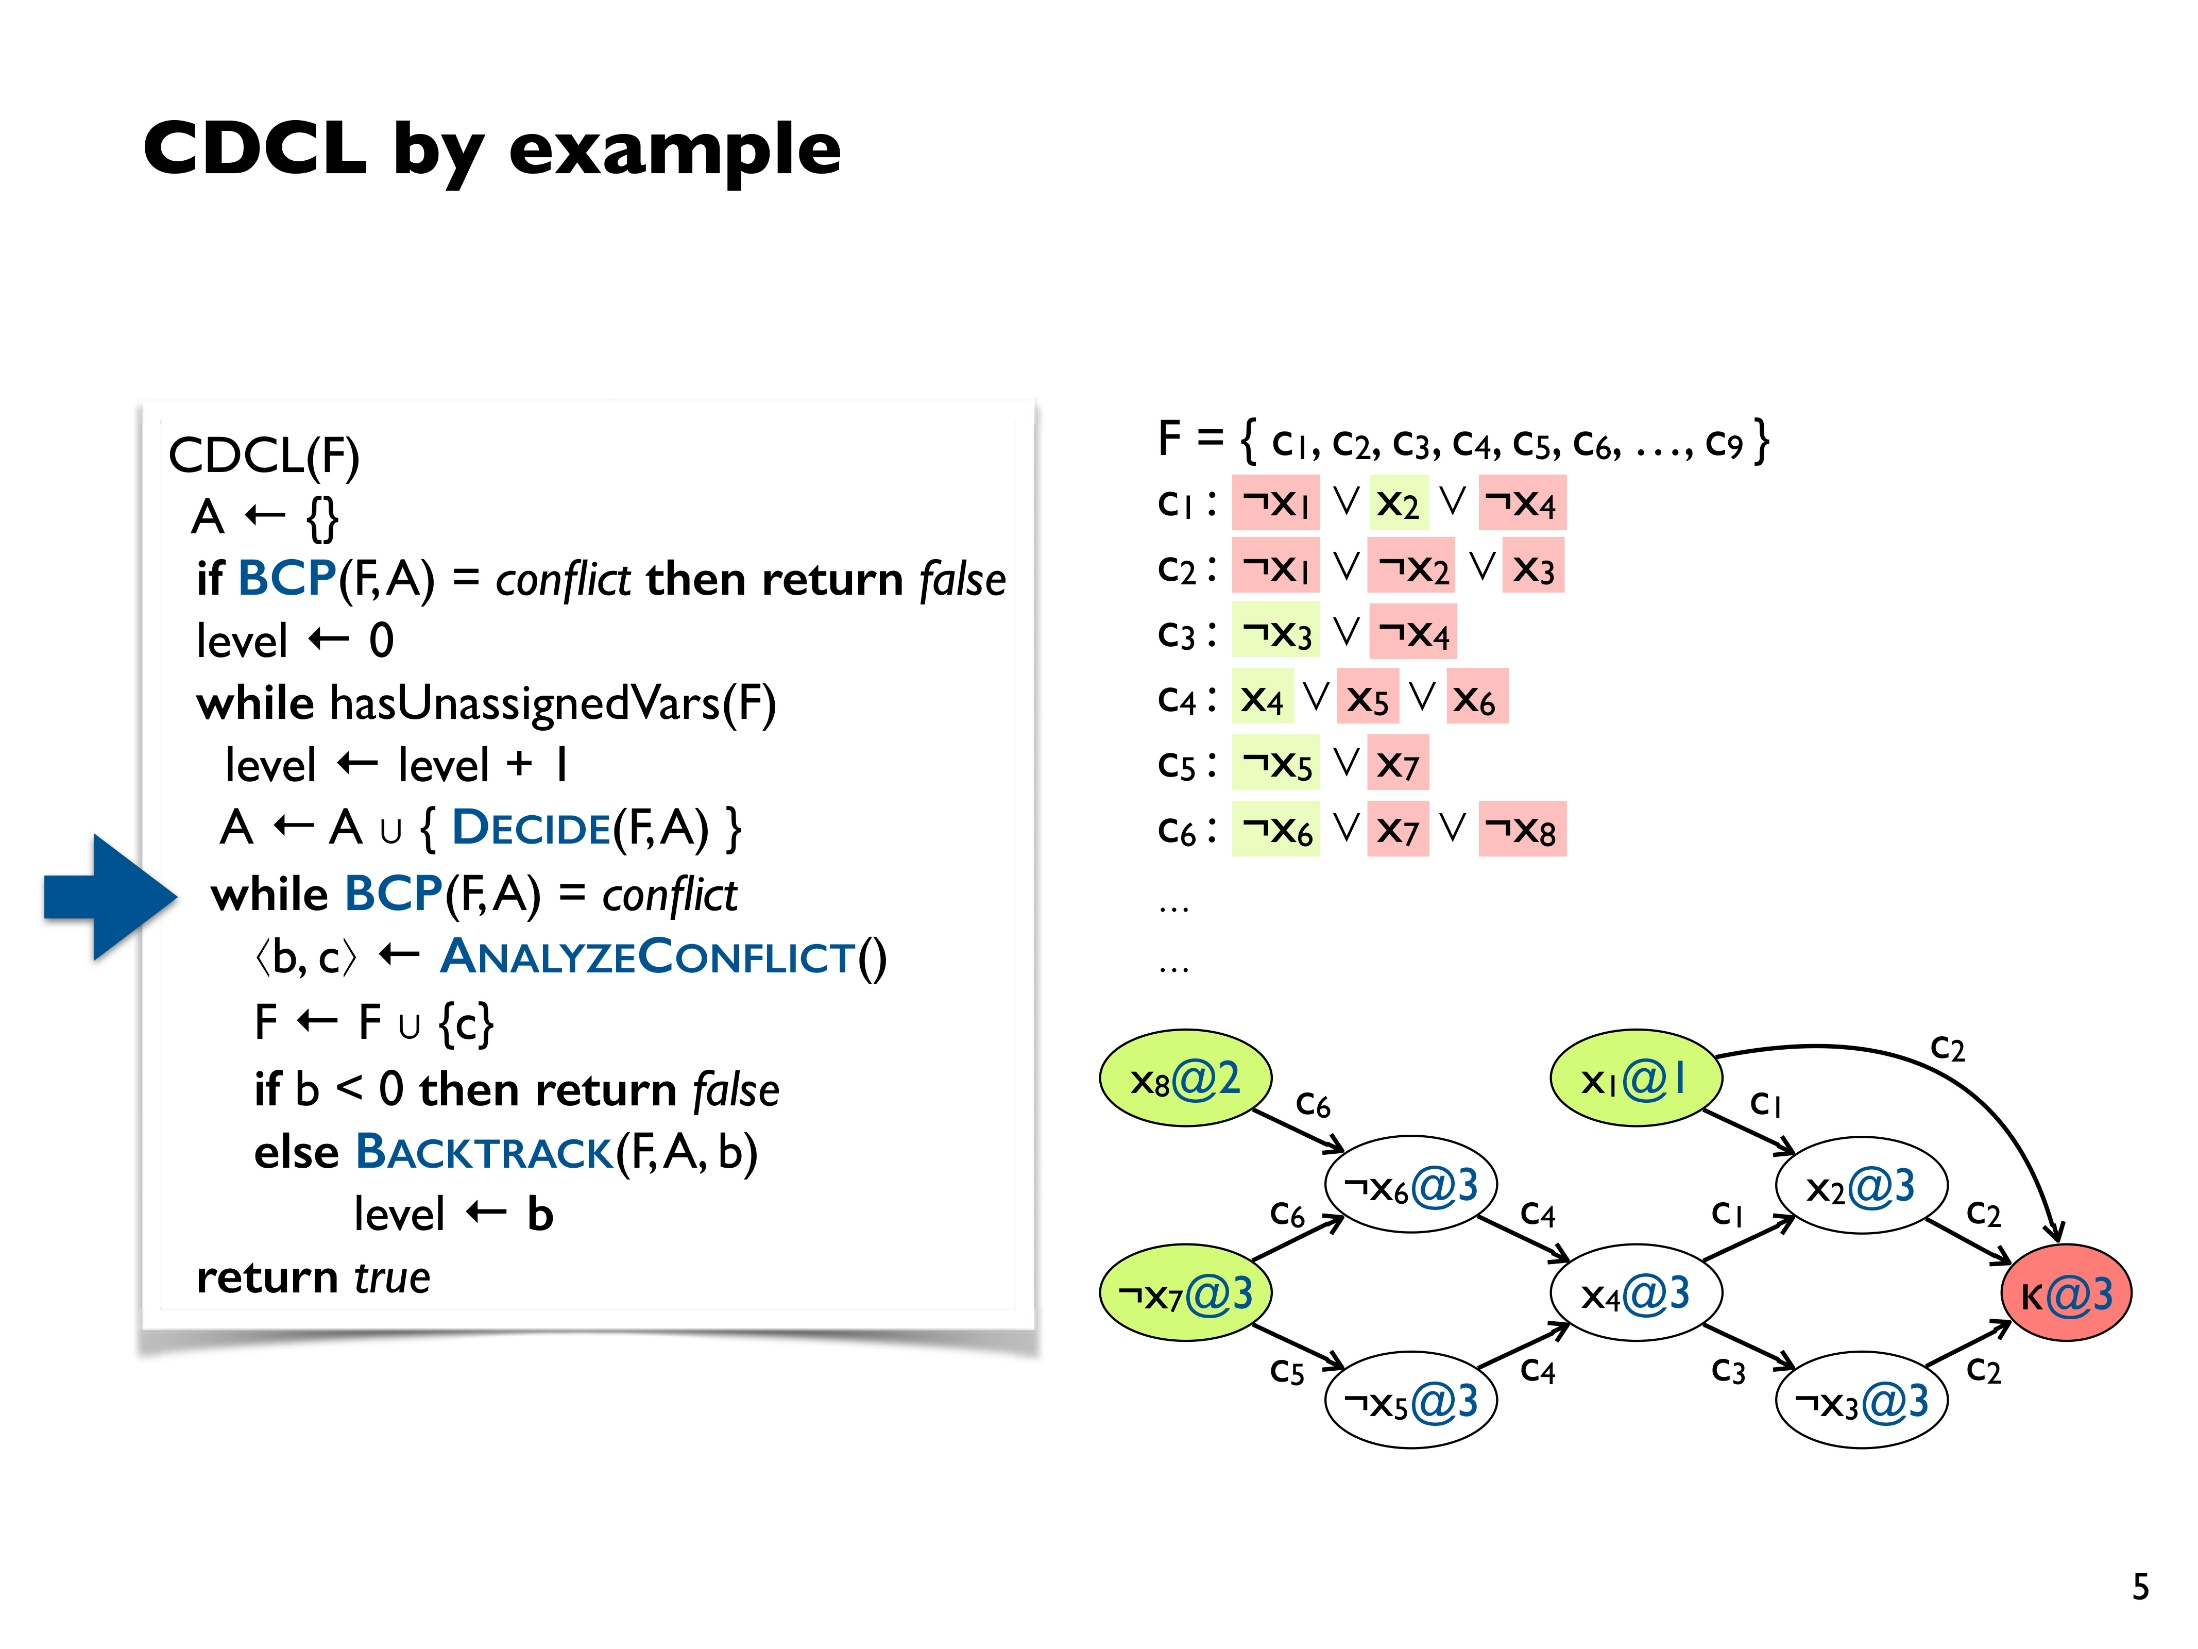 CDCL by example
CDCL(F)
A ← {}
if BCP(F, A) = conflict then return false
level ← 0
while hasUnassignedVars(F)
level ← level + 1
A ← A ∪ { DECIDE(F, A) }
while BCP(F, A) = conflict
⟨b, c⟩ ← ANALYZECONFLICT()
F ← F ∪ {c}
if b < 0 then return false
else BACKTRACK(F, A, b)
level ← b
return true
F = { c₁, c₂, c₃, c₄, c₅, c₆, …, c₉ }
c₁ : ¬x₁ ∨ x₂ ∨ ¬x₄
c₂ : ¬x₁ ∨ ¬x₂ ∨ x₃
c₃ : ¬x₃ ∨ ¬x₄
c₄ : x₄ ∨ x₅ ∨ x₆
c₅ : ¬x₅ ∨ x₇
c₆ : ¬x₆ ∨ x₇ ∨ ¬x₈
…
…
c₂
x₈@2
x₁@1
c₆
c₁
¬x₆@3
x₂@3
c₆
c₄
c₁
c₂
¬x₇@3
x₄@3
κ@3
c₅
c₄
c₃
c₂
¬x₅@3
¬x₃@3
5